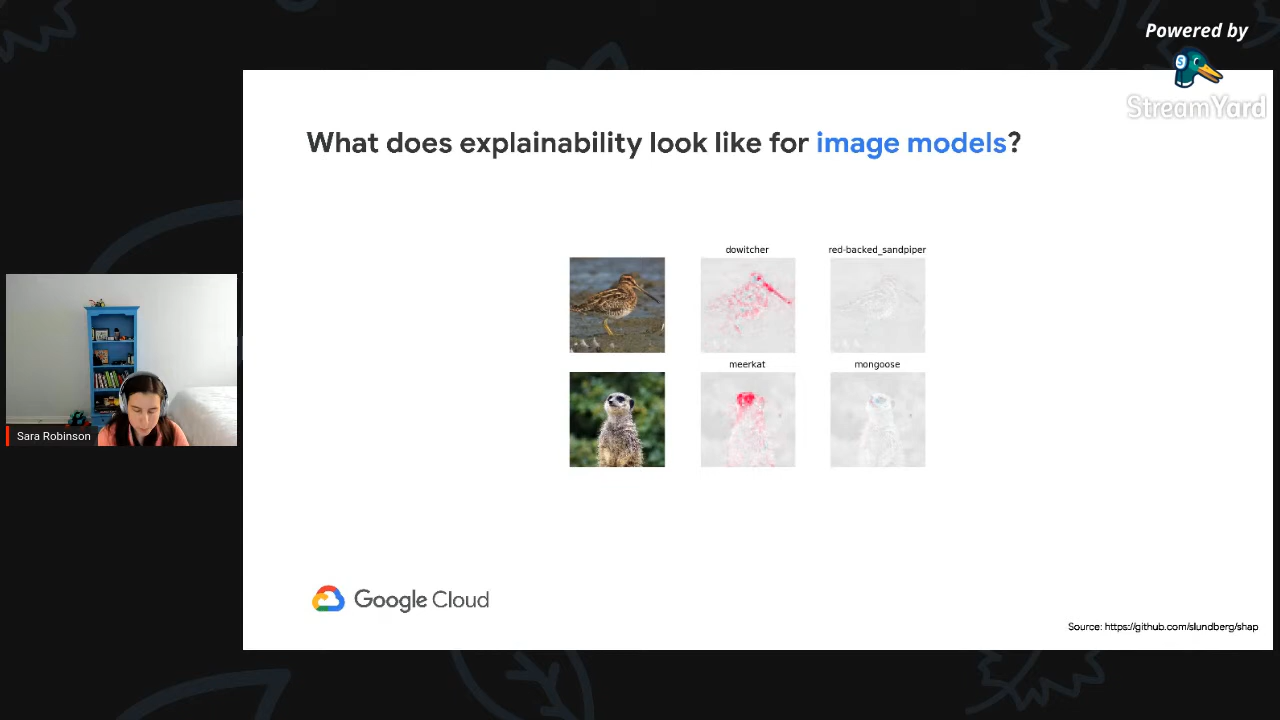 Powered by
StreamYard
What does explainability look like for image models?
dowitcher
red-backed_sandpiper
meerkat
mongoose
Sara Robinson
Google Cloud
Source: https://github.com/slundberg/shap